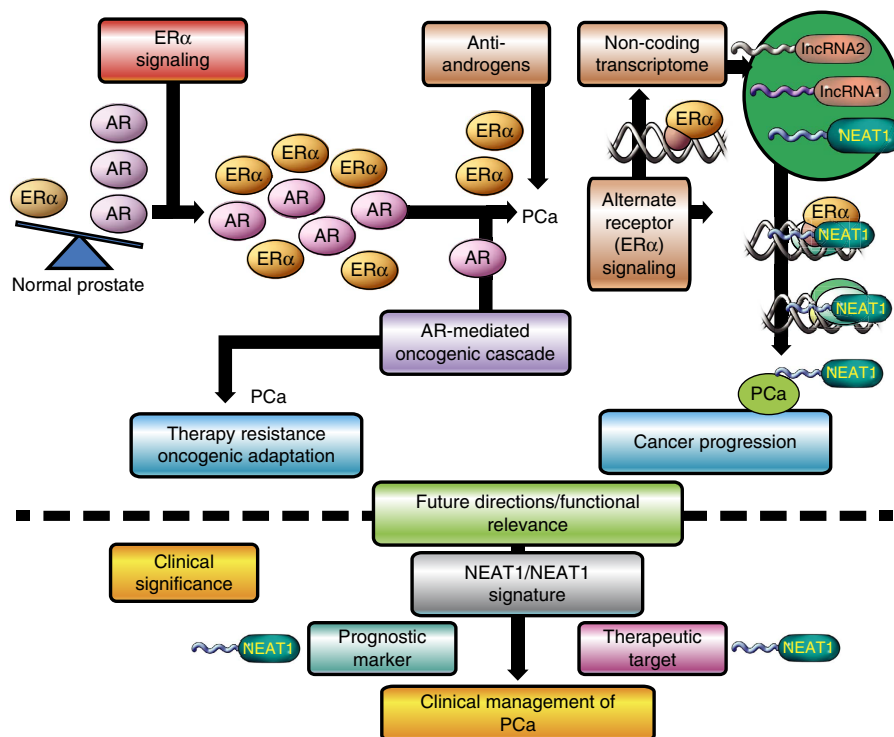 ERα
signaling
Anti-
androgens
Non-coding
transcriptome
lncRNA2
lncRNA1
NEAT1
AR
AR
AR
ERα
Normal prostate
ERα
ERα
ERα
ERα
AR
AR
AR
AR
ERα
ERα
ERα
ERα
ERα
PCa
AR
ERα
Alternate
receptor
(ERα)
signaling
ERα
NEAT1
NEAT1
AR-mediated
oncogenic cascade
PCa
Therapy resistance
oncogenic adaptation
NEAT1
PCa
Cancer progression
Future directions/functional
relevance
Clinical
significance
NEAT1/NEAT1
signature
NEAT1
Prognostic
marker
Therapeutic
target
NEAT1
Clinical management of
PCa